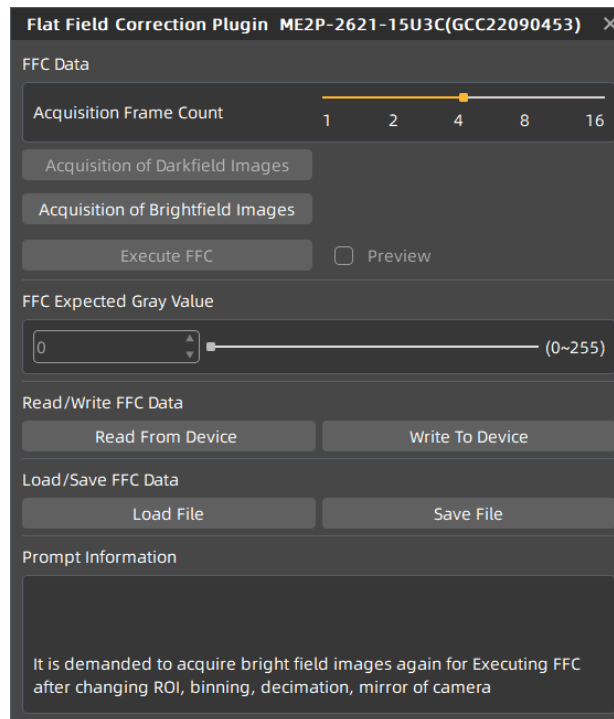 Flat Field Correction Plugin ME2P-2621-15U3C(GCC22090453) ×
FFC Data
Acquisition Frame Count
1 2 4 8 16
Acquisition of Darkfield Images
Acquisition of Brightfield Images
Execute FFC Preview
FFC Expected Gray Value
0 (0~255)
Read/Write FFC Data
Read From Device Write To Device
Load/Save FFC Data
Load File Save File
Prompt Information
It is demanded to acquire bright field images again for Executing FFC
after changing ROI, binning, decimation, mirror of camera